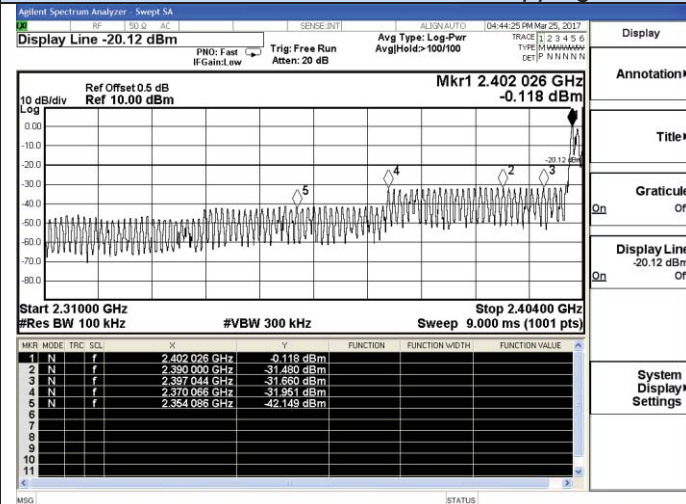 Agilent Spectrum Analyzer - Swept SA
LXI RF 50 Ω AC SENSE:INT ALIGN AUTO 04:44:25 PM Mar 25, 2017
Display Line -20.12 dBm
PNO: Fast
IFGain:Low
Trig: Free Run
Atten: 20 dB
Avg Type: Log-Pwr
Avg|Hold:> 100/100
TRACE 1 2 3 4 5 6
TYPE M WWWWW
DET P N N N N N
Display
Annotation
Title
Graticule
On Of
Display Line
-20.12 dBm
On Of
System
Display
Settings
Ref Offset 0.5 dB
10 dB/div Ref 10.00 dBm
Log
Mkr1 2.402 026 GHz
-0.118 dBm
0.00
-10.0
-20.0
-30.0
-40.0
-50.0
-60.0
-70.0
-80.0
-20.12 dBm
5
4
2
3
Start 2.31000 GHz Stop 2.40400 GHz
#Res BW 100 kHz #VBW 300 kHz Sweep 9.000 ms (1001 pts)
MKR MODE TRC SCL X Y FUNCTION FUNCTION WIDTH FUNCTION VALUE
1 N f 2.402 026 GHz -0.118 dBm
2 N f 2.390 000 GHz -31.480 dBm
3 N f 2.397 044 GHz -31.660 dBm
4 N f 2.370 066 GHz -31.951 dBm
5 N f 2.354 086 GHz -42.149 dBm
6
7
8
9
10
11
MSG STATUS